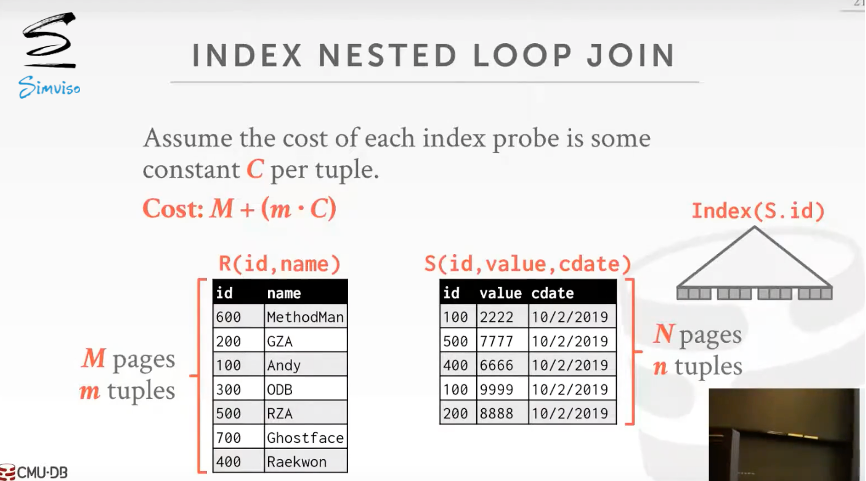 Simviso
INDEX NESTED LOOP JOIN
Assume the cost of each index probe is some
constant C per tuple.
Cost: M + (m · C)
Index(S.id)
R(id,name)
id name
600 MethodMan
200 GZA
100 Andy
300 ODB
500 RZA
700 Ghostface
400 Raekwon
M pages
m tuples
S(id,value,cdate)
id value cdate
100 2222 10/2/2019
500 7777 10/2/2019
400 6666 10/2/2019
100 9999 10/2/2019
200 8888 10/2/2019
N pages
n tuples
CMU·DB